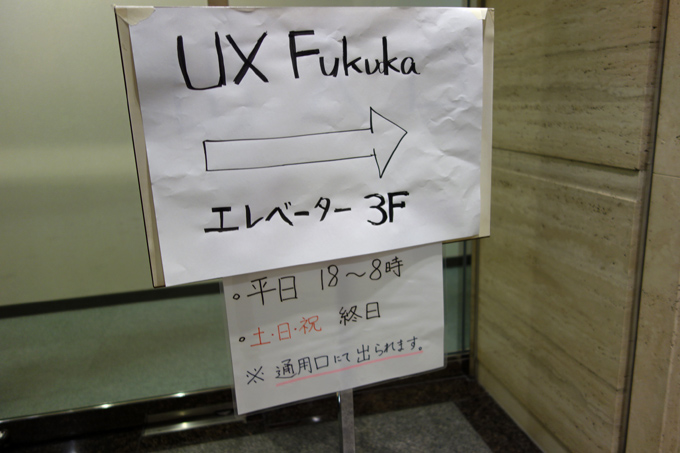 UX Fukuka
エレベーター 3F
。平日 18〜8時
。土・日・祝 終日
※ 通用口にて出られます。